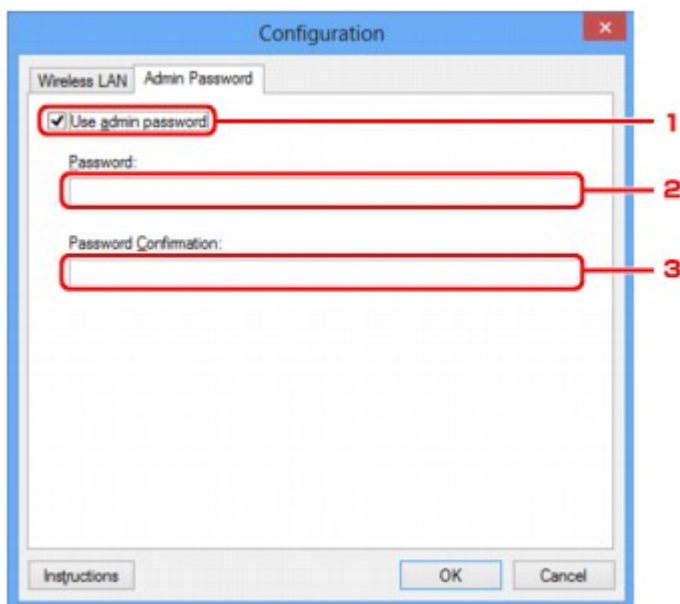 Configuration
Wireless LAN Admin Password
Use admin password 1
Password:
2
Password Confirmation:
3
Instructions OK Cancel